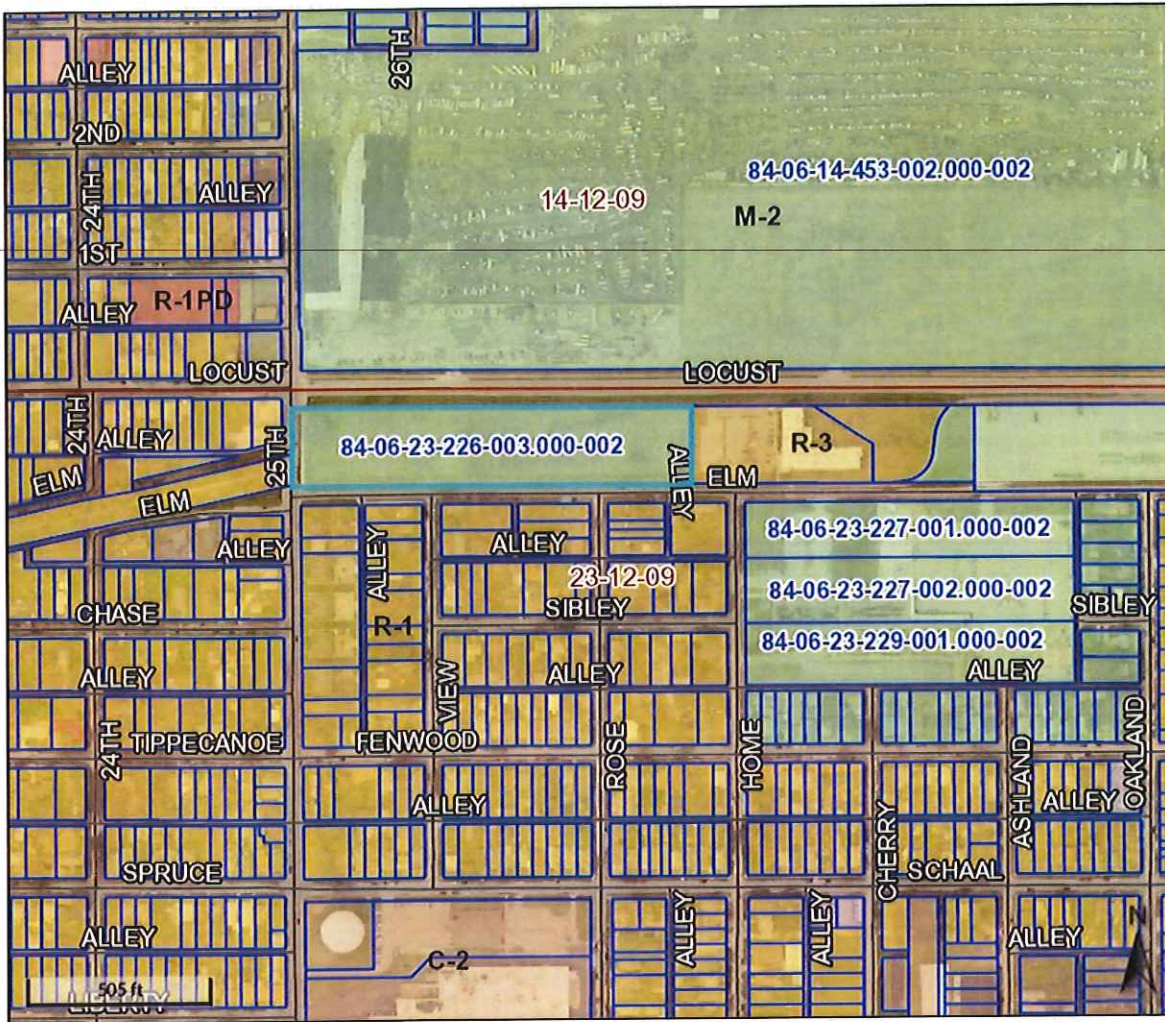 26TH
ALLEY
2ND
84-06-14-453-002.000-002
ALLEY
24TH
14-12-09
M-2
1ST
R-1PD
ALLEY
LOCUST
LOCUST
24TH
ALLEY
25TH
84-06-23-226-003.000-002
ALLEY
R-3
ELM
ELM
ELM
84-06-23-227-001.000-002
ALLEY
ALLEY
ALLEY
23-12-09
84-06-23-227-002.000-002
CHASE
SIBLEY
SIBLEY
R-1
84-06-23-229-001.000-002
ALLEY
ALLEY
ALLEY
VIEW
24TH
TIPPECANOE
FENWOOD
ROSE
HOME
ASHLAND
OAKLAND
ALLEY
ALLEY
CHERRY
SPRUCE
SCHAAL
ALLEY
ALLEY
ALLEY
ALLEY
N
C-2
505 ft
LIBERTY